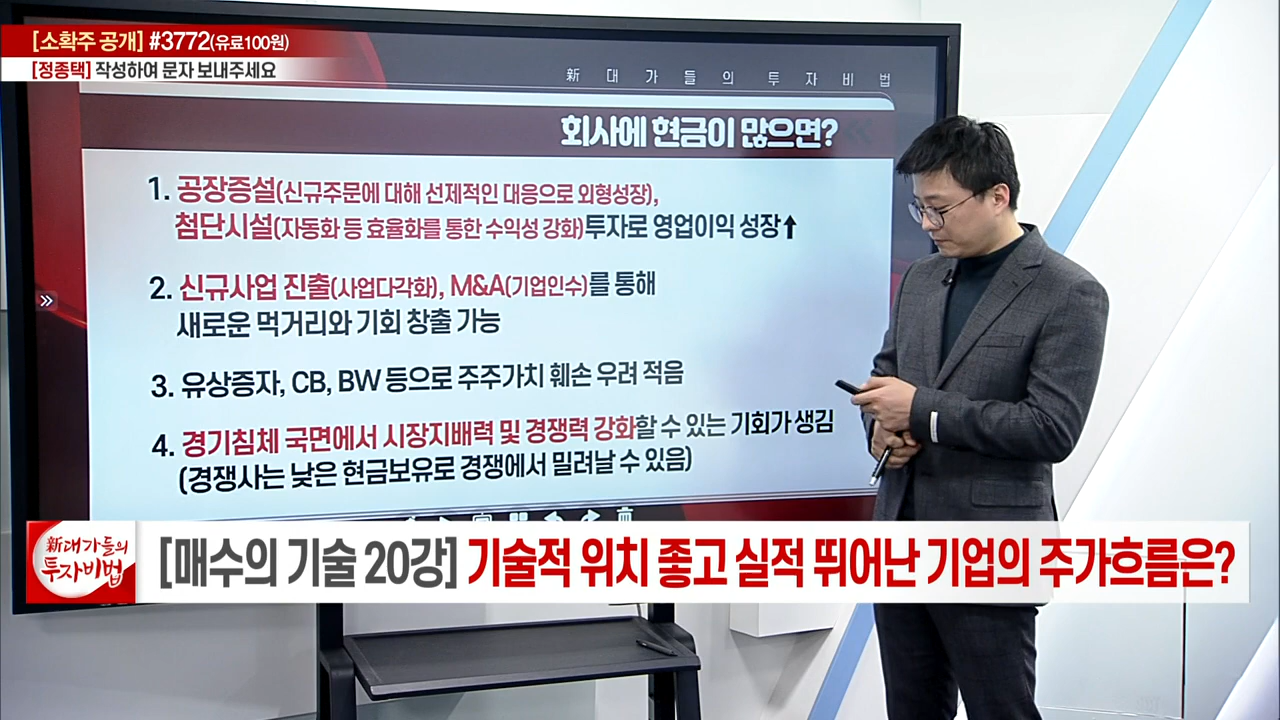 [소확주 공개] #3772(유료100원)
[정종택] 작성하여 문자 보내주세요
新 대 가 들 의 투 자 비 법
회사에 현금이 많으면?
1. 공장증설(신규주문에 대해 선제적인 대응으로 외형성장),
첨단시설(자동화 등 효율화를 통한 수익성 강화)투자로 영업이익 성장⬆
2. 신규사업 진출(사업다각화), M&A(기업인수)를 통해
새로운 먹거리와 기회 창출 가능
3. 유상증자, CB, BW 등으로 주주가치 훼손 우려 적음
4. 경기침체 국면에서 시장지배력 및 경쟁력 강화할 수 있는 기회가 생김
(경쟁사는 낮은 현금보유로 경쟁에서 밀려날 수 있음)
新대가들의
투자비법
[매수의 기술 20강] 기술적 위치 좋고 실적 뛰어난 기업의 주가흐름은?